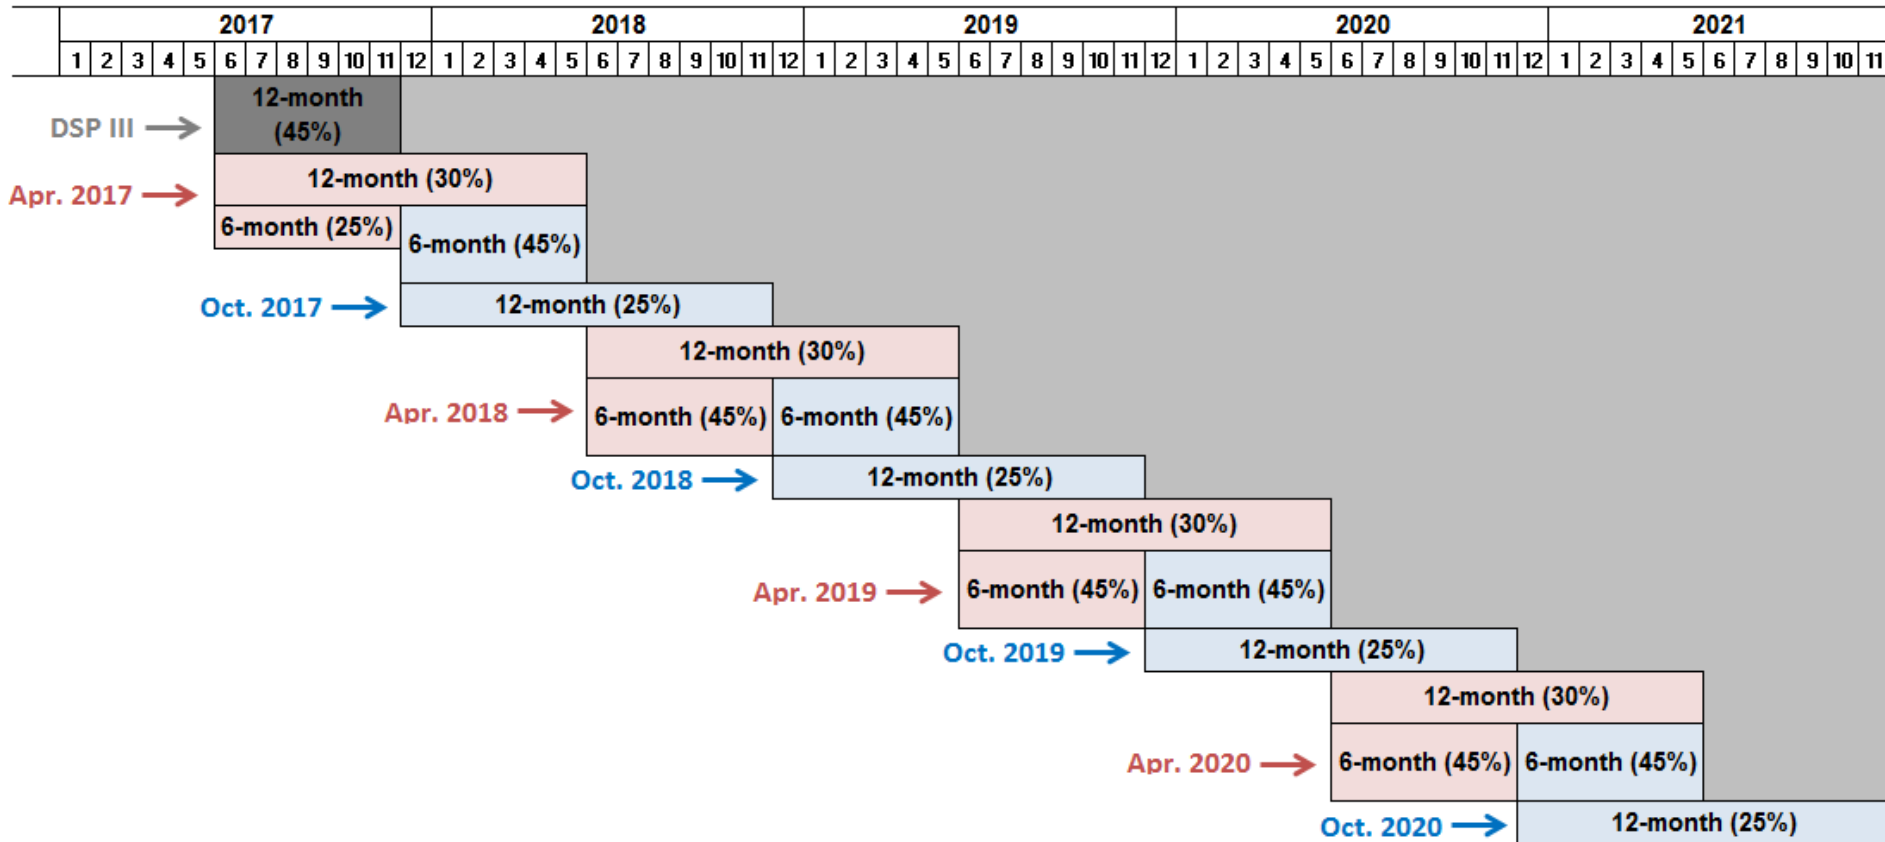 2017 2018 2019 2020 2021
1 2 3 4 5 6 7 8 9 10 11 12 1 2 3 4 5 6 7 8 9 10 11 12 1 2 3 4 5 6 7 8 9 10 11 12 1 2 3 4 5 6 7 8 9 10 11 12 1 2 3 4 5 6 7 8 9 10 11
12-month
(45%)
DSP III
12-month (30%)
Apr. 2017
6-month (25%)
6-month (45%)
Oct. 2017
12-month (25%)
12-month (30%)
Apr. 2018
6-month (45%) 6-month (45%)
Oct. 2018
12-month (25%)
12-month (30%)
Apr. 2019
6-month (45%) 6-month (45%)
Oct. 2019
12-month (25%)
12-month (30%)
Apr. 2020
6-month (45%) 6-month (45%)
Oct. 2020
12-month (25%)